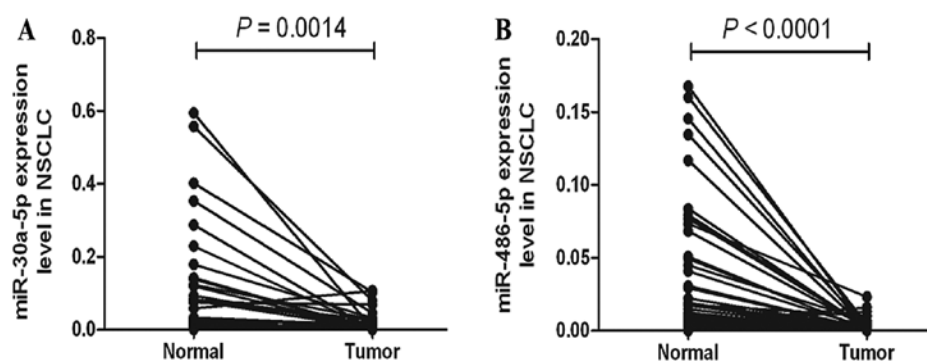 A
P = 0.0014
miR-30a-5p expression
level in NSCLC
0.8
0.6
0.4
0.2
0.0
Normal
Tumor
B
P < 0.0001
miR-486-5p expression
level in NSCLC
0.20
0.15
0.10
0.05
0.00
Normal
Tumor